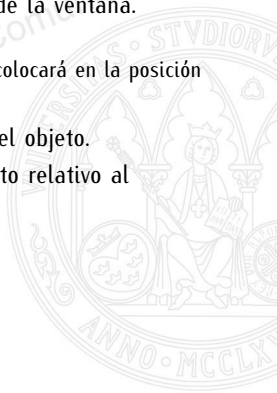 de la ventana.
colocará en la posición
el objeto.
to relativo al
STVDIORV
ANNO · MCCLX